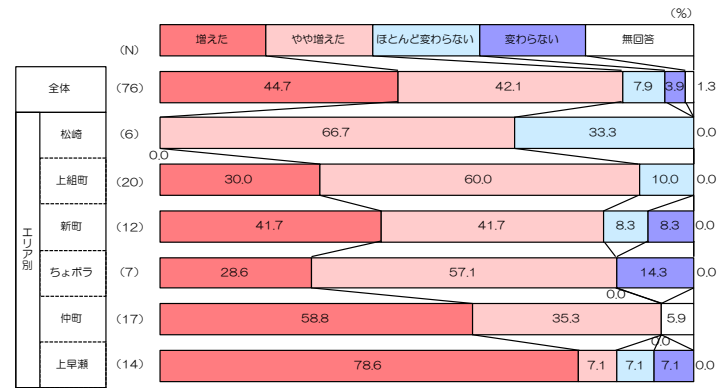 (%)
(N) 増えた やや増えた ほとんど変わらない 変わらない 無回答
全体 (76) 44.7 42.1 7.9 3.9 1.3
エリア別
松崎 (6) 66.7 33.3 0.0
0.0
上組町 (20) 30.0 60.0 10.0 0.0
新町 (12) 41.7 41.7 8.3 8.3 0.0
ちょボラ (7) 28.6 57.1 14.3 0.0
0.0
仲町 (17) 58.8 35.3 5.9
0.0
上早瀬 (14) 78.6 7.1 7.1 7.1 0.0